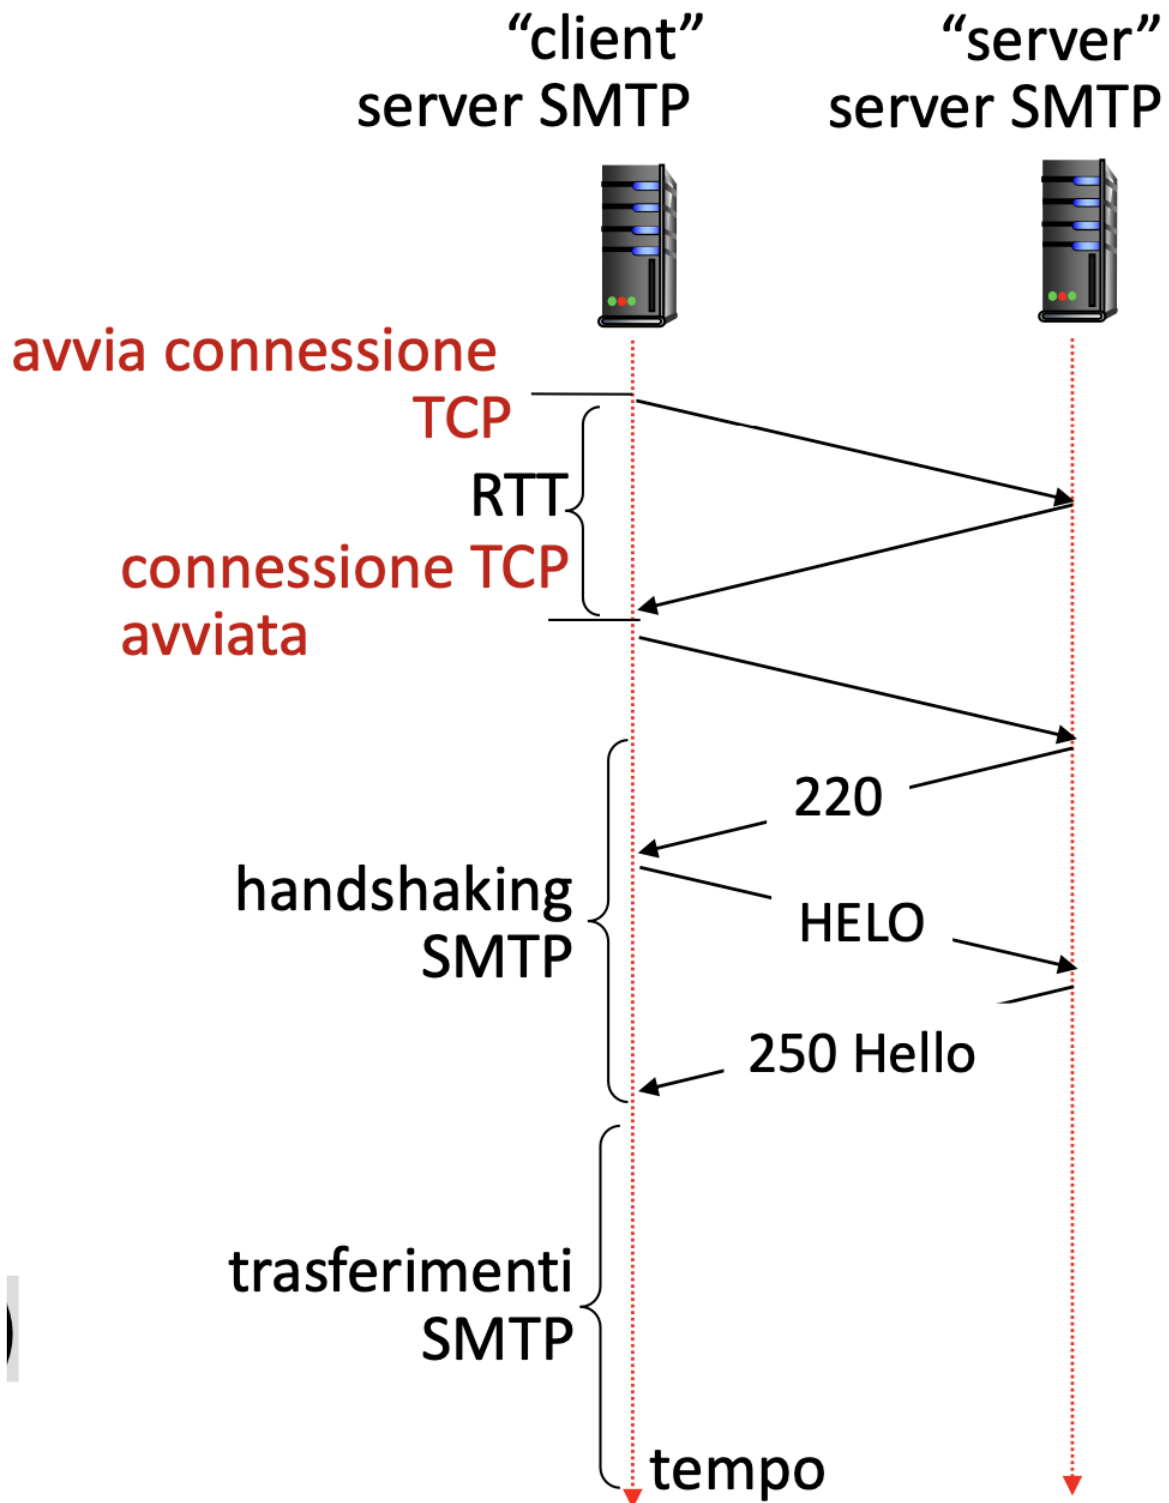 “client”
server SMTP
“server”
server SMTP
avvia connessione
TCP
RTT
connessione TCP
avviata
220
handshaking
SMTP
HELO
250 Hello
trasferimenti
SMTP
tempo